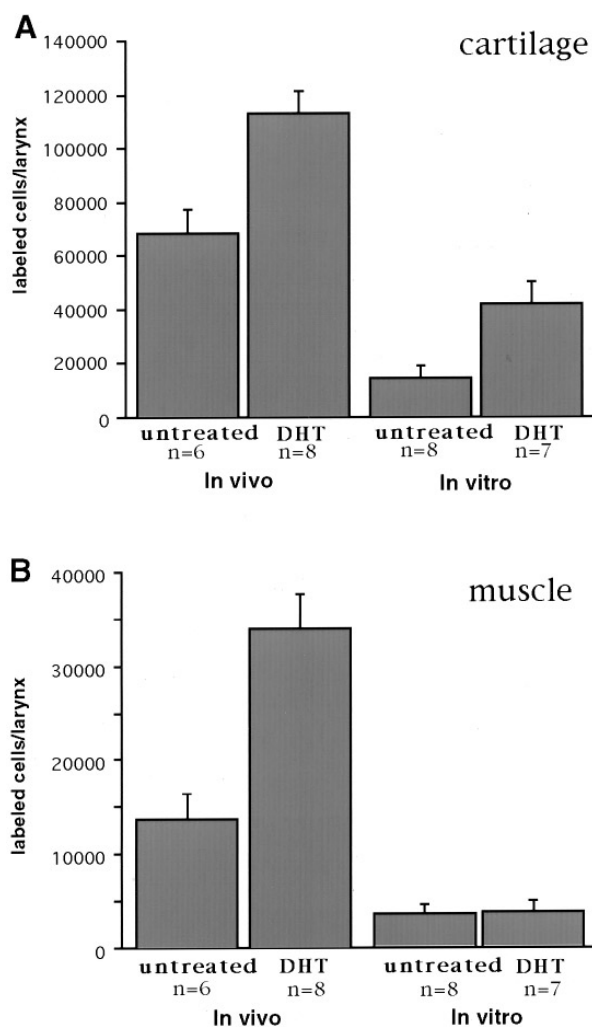 A
cartilage
labeled cells/larynx
140000
120000
100000
80000
60000
40000
20000
0
untreated DHT untreated DHT
n=6 n=8 n=8 n=7
In vivo In vitro
B
muscle
labeled cells/larynx
40000
30000
20000
10000
0
untreated DHT untreated DHT
n=6 n=8 n=8 n=7
In vivo In vitro